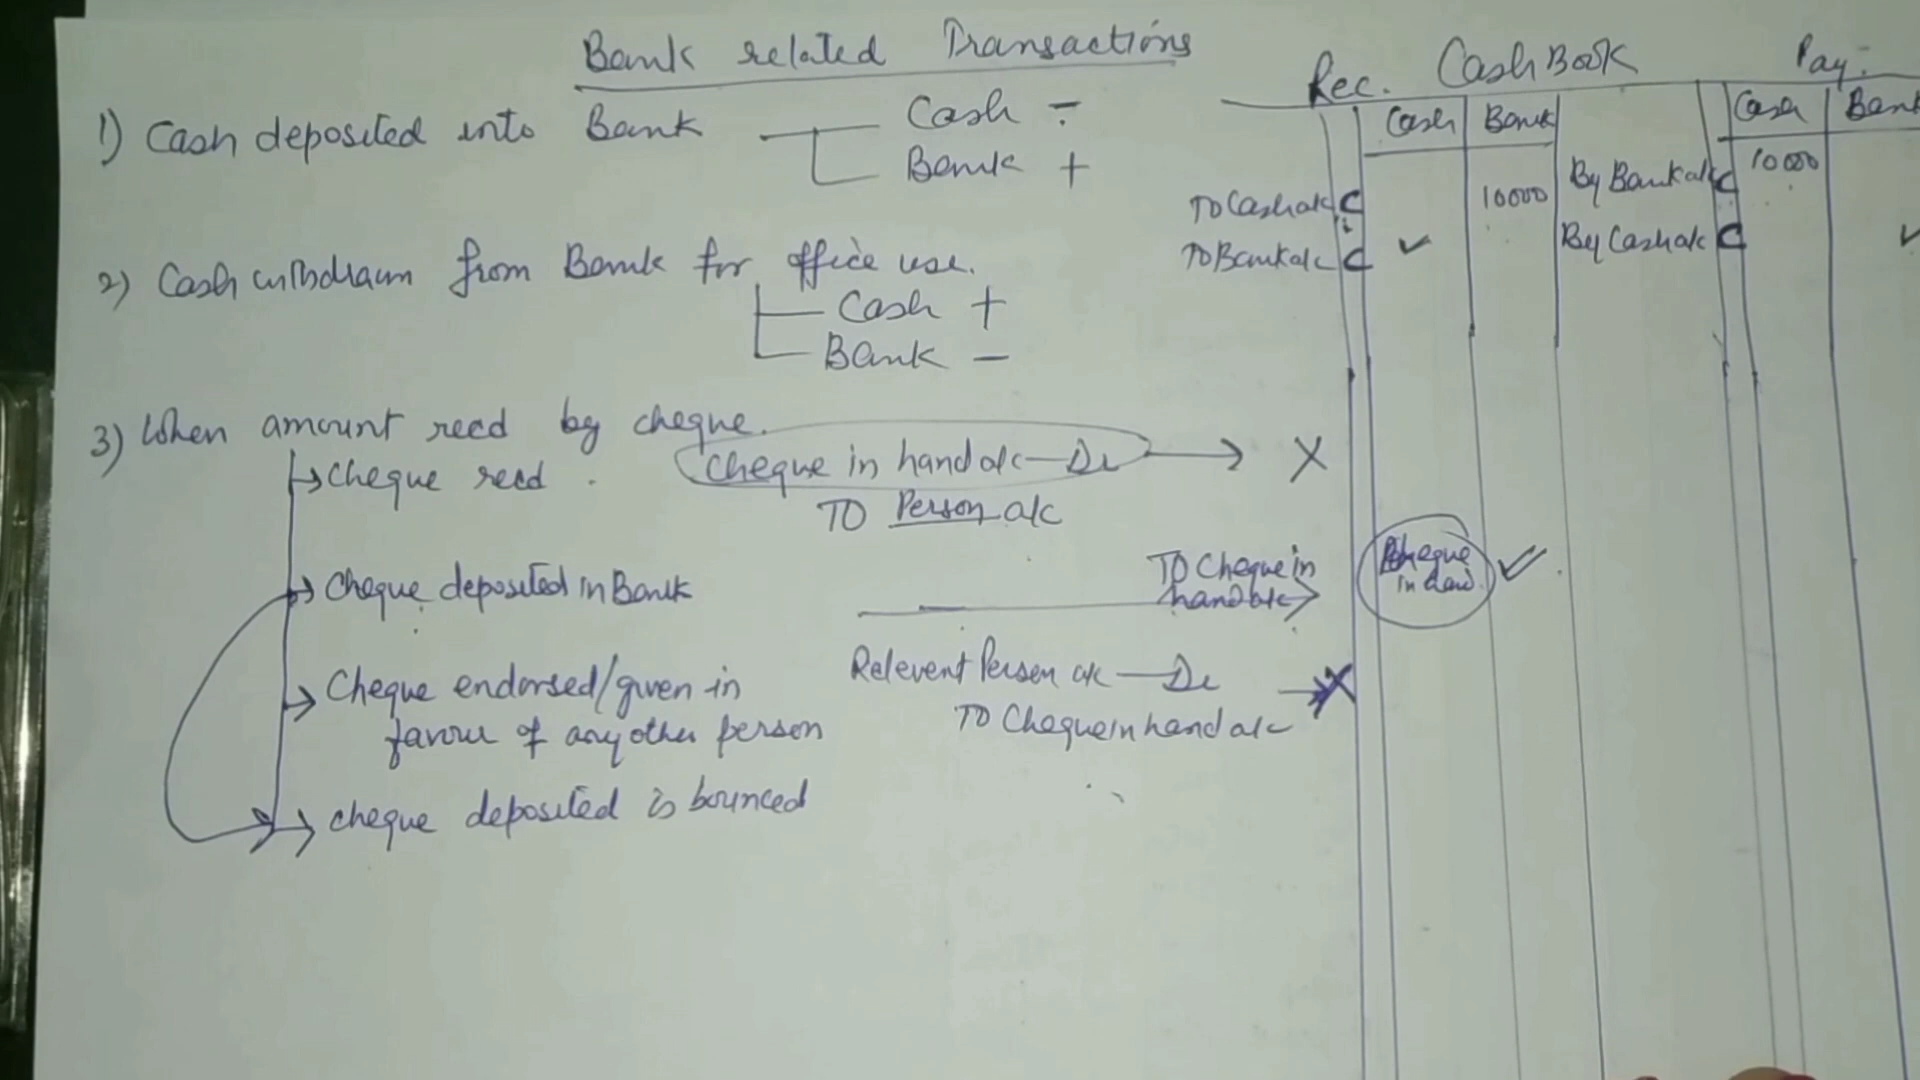 Bank related Transactions
1) Cash deposited into Bank
Cash -
Bank +
2) Cash withdrawn from Bank for office use.
Cash +
Bank -
3) When amount recd by cheque.
Cheque recd.
Cheque in hand a/c - Dr
TO Person a/c
X
Cheque deposited in Bank
Cheque endorsed/given in
favour of any other person
Relevent Person a/c - Dr
TO Cheque in hand a/c
X
cheque deposited is bounced
Rec. Cash Book Pay.
Cash Bank Cash Bank
TO Cash a/c C 10000 By Bank a/c C 10000
TO Bank a/c C ✓ By Cash a/c C ✓
TO Cheque in
hand a/c
Cheque
in
✓